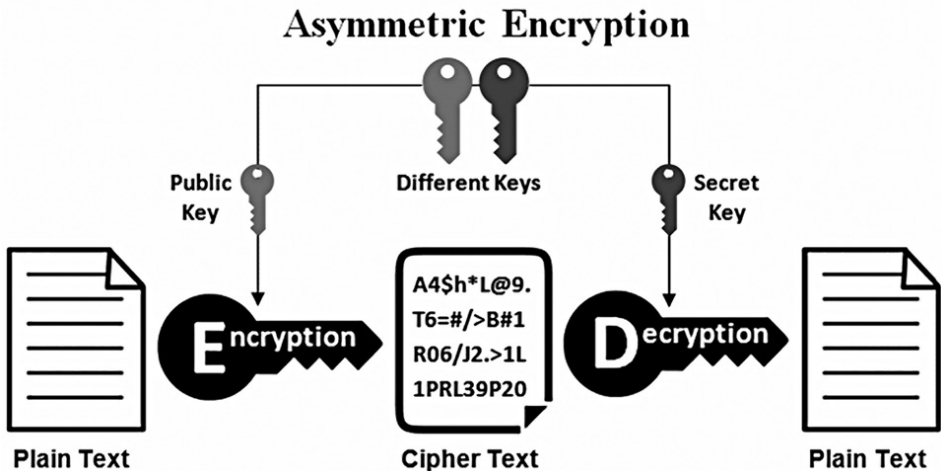 Asymmetric Encryption
Public
Key
Different Keys
Secret
Key
Encryption
A4$h*L@9.
T6=#/>B#1
R06/J2.>1L
1PRL39P20
Decryption
Plain Text
Cipher Text
Plain Text